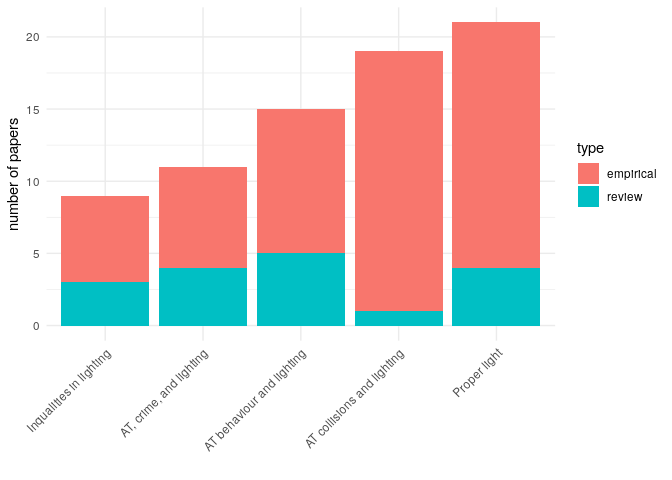 number of papers
20
15
10
5
0
Inqualities in lighting
AT, crime, and lighting
AT behaviour and lighting
AT collisions and lighting
Proper light
type
empirical
review